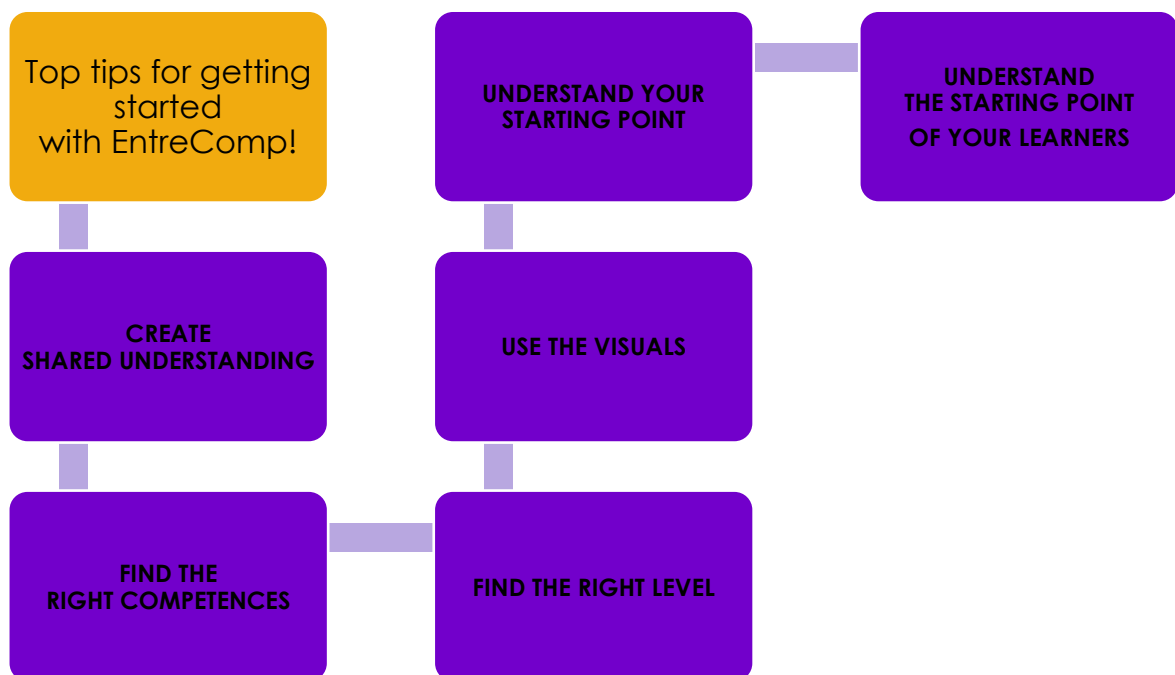 Top tips for getting
started
with EntreComp!
CREATE
SHARED UNDERSTANDING
FIND THE
RIGHT COMPETENCES
FIND THE RIGHT LEVEL
USE THE VISUALS
UNDERSTAND YOUR
STARTING POINT
UNDERSTAND
THE STARTING POINT
OF YOUR LEARNERS